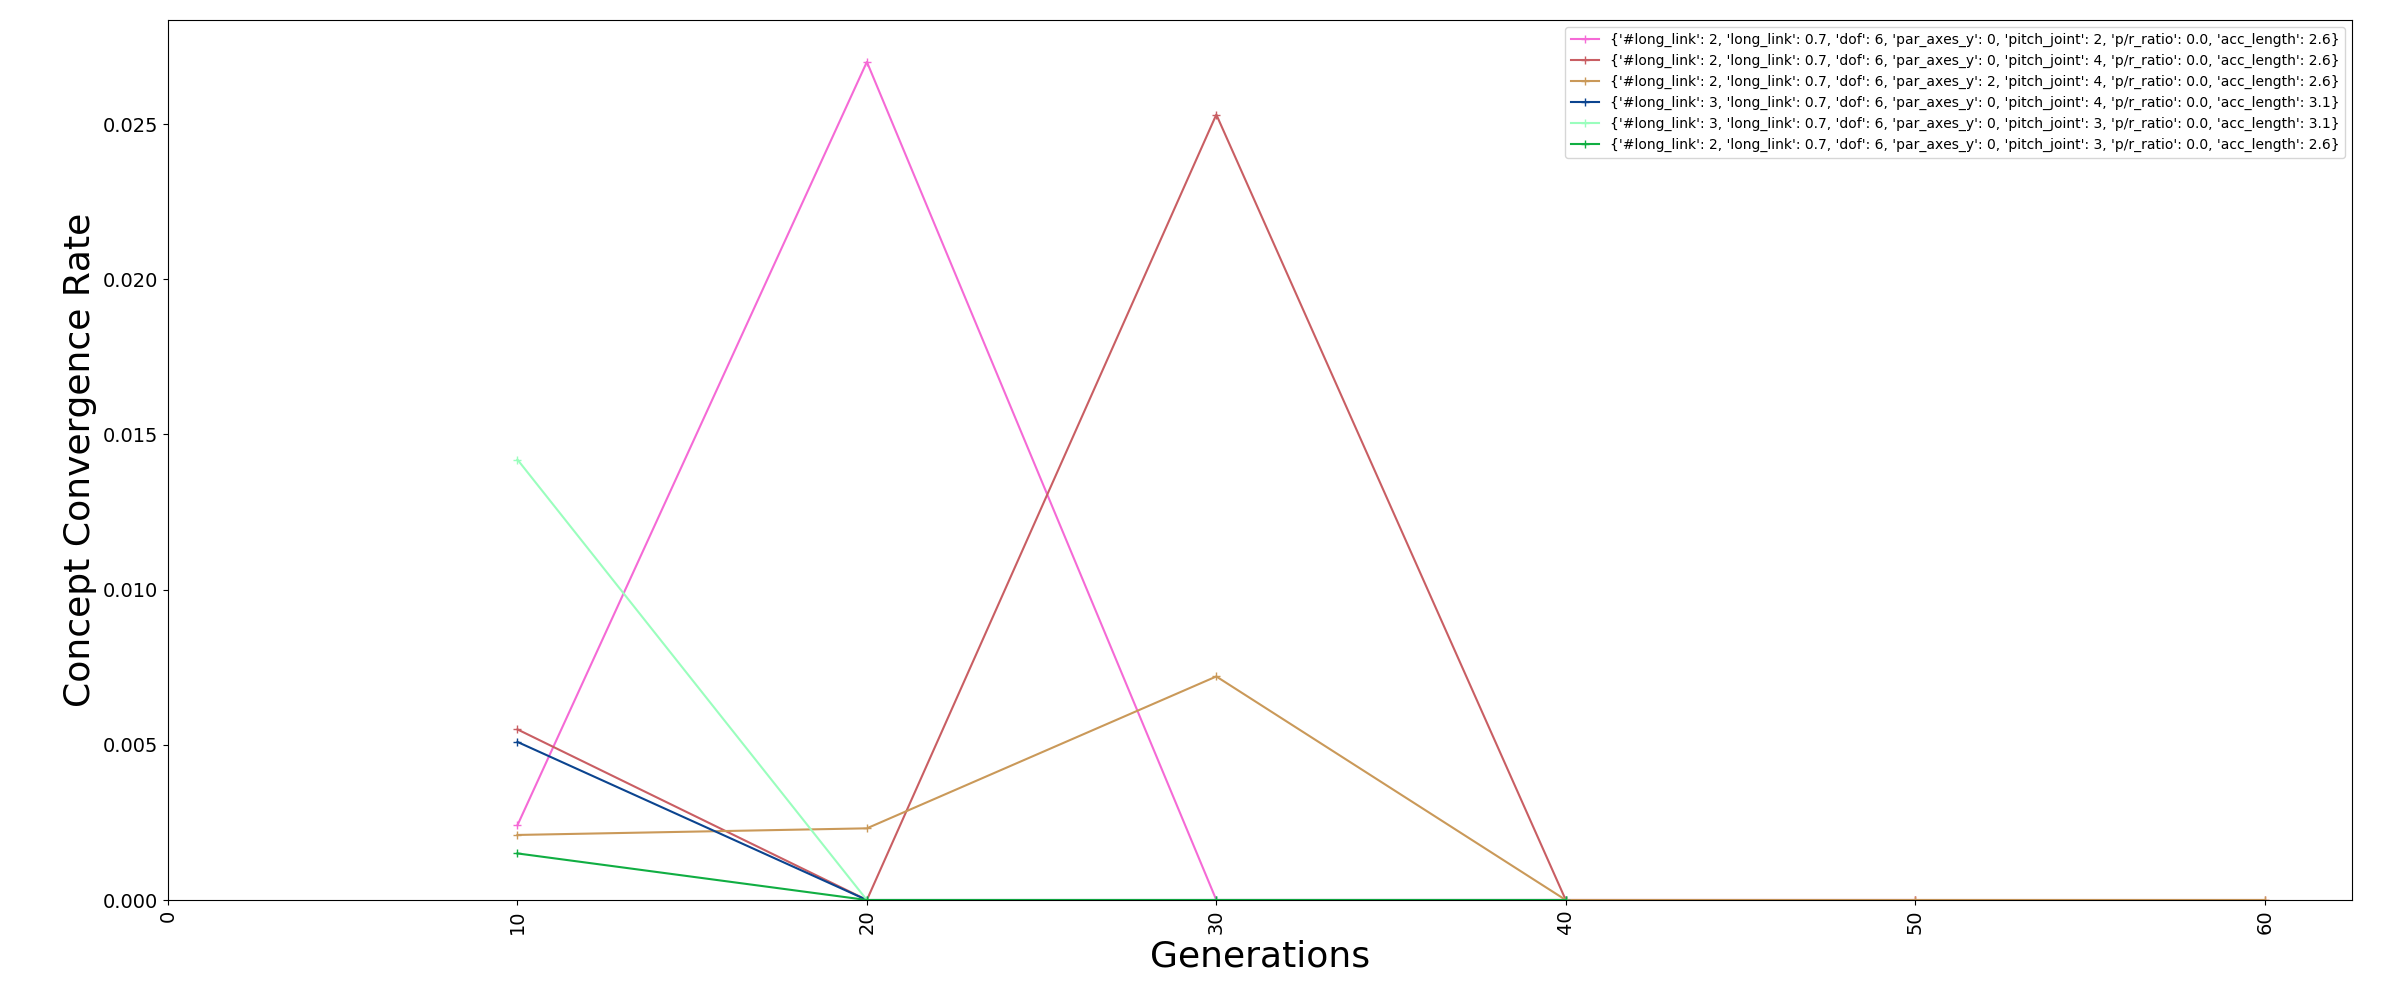 {'#long_link': 2, 'long_link': 0.7, 'dof': 6, 'par_axes_y': 0, 'pitch_joint': 2, 'p/r_ratio': 0.0, 'acc_length': 2.6}
{'#long_link': 2, 'long_link': 0.7, 'dof': 6, 'par_axes_y': 0, 'pitch_joint': 4, 'p/r_ratio': 0.0, 'acc_length': 2.6}
{'#long_link': 2, 'long_link': 0.7, 'dof': 6, 'par_axes_y': 2, 'pitch_joint': 4, 'p/r_ratio': 0.0, 'acc_length': 2.6}
{'#long_link': 3, 'long_link': 0.7, 'dof': 6, 'par_axes_y': 0, 'pitch_joint': 4, 'p/r_ratio': 0.0, 'acc_length': 3.1}
{'#long_link': 3, 'long_link': 0.7, 'dof': 6, 'par_axes_y': 0, 'pitch_joint': 3, 'p/r_ratio': 0.0, 'acc_length': 3.1}
{'#long_link': 2, 'long_link': 0.7, 'dof': 6, 'par_axes_y': 0, 'pitch_joint': 3, 'p/r_ratio': 0.0, 'acc_length': 2.6}
Concept Convergence Rate
0.025
0.020
0.015
0.010
0.005
0.000
0
10
20
30
40
50
60
Generations